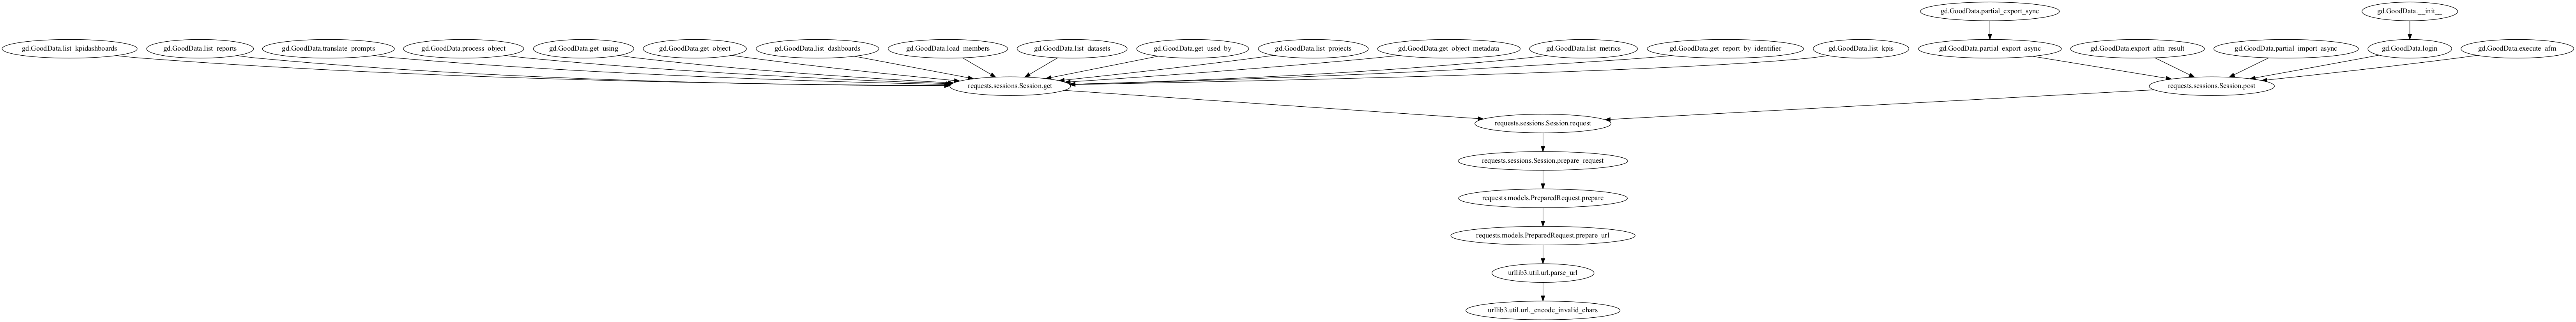 gd.GoodData.partial_export_sync
gd.GoodData.__init__
gd.GoodData.list_kpidashboards
gd.GoodData.list_reports
gd.GoodData.translate_prompts
gd.GoodData.process_object
gd.GoodData.get_using
gd.GoodData.get_object
gd.GoodData.list_dashboards
gd.GoodData.load_members
gd.GoodData.list_datasets
gd.GoodData.get_used_by
gd.GoodData.list_projects
gd.GoodData.get_object_metadata
gd.GoodData.list_metrics
gd.GoodData.get_report_by_identifier
gd.GoodData.list_kpis
gd.GoodData.partial_export_async
gd.GoodData.export_afm_result
gd.GoodData.partial_import_async
gd.GoodData.login
gd.GoodData.execute_afm
requests.sessions.Session.get
requests.sessions.Session.post
requests.sessions.Session.request
requests.sessions.Session.prepare_request
requests.models.PreparedRequest.prepare
requests.models.PreparedRequest.prepare_url
urllib3.util.url.parse_url
urllib3.util.url._encode_invalid_chars